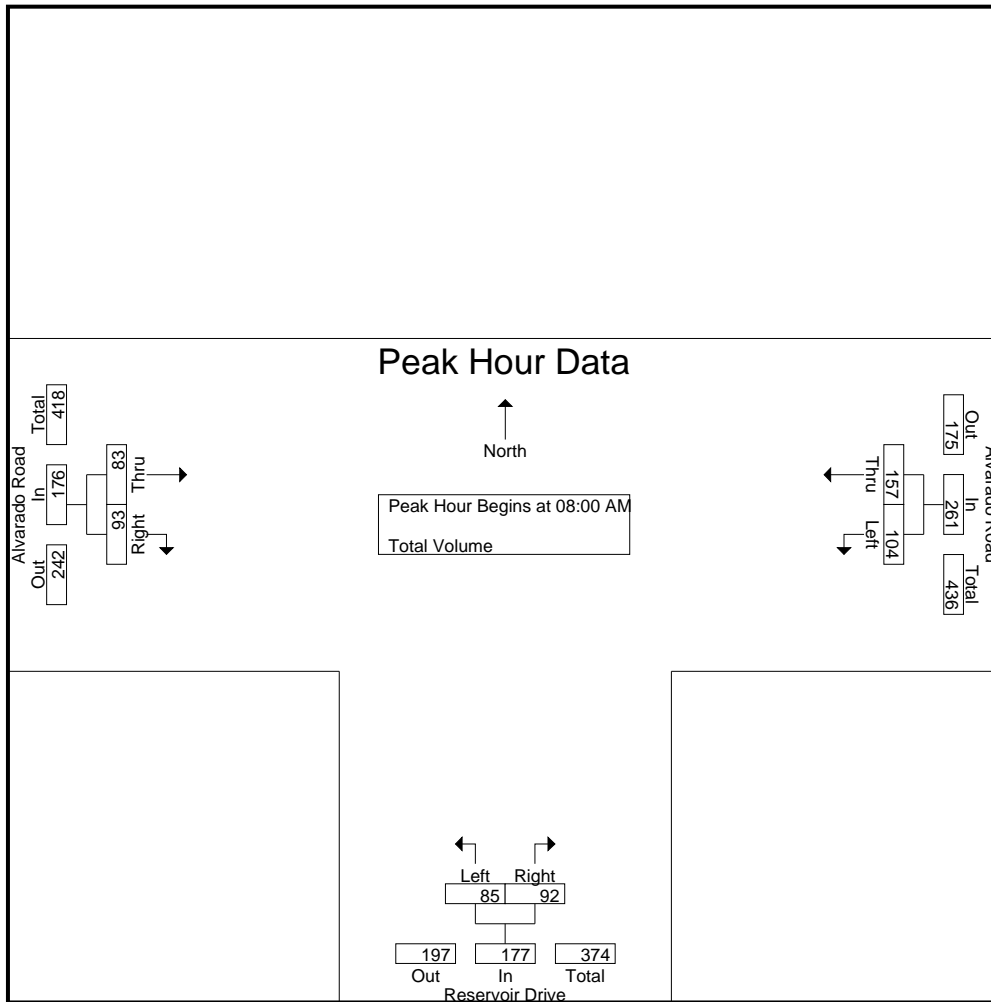 Peak Hour Data
North
Peak Hour Begins at 08:00 AM
Total Volume
Alvarado Road
Out In Total
242 176 418
Right Thru
93 83
Alvarado Road
Out In Total
175 261 436
Thru Left
157 104
Left Right
85 92
197 177 374
Out In Total
Reservoir Drive